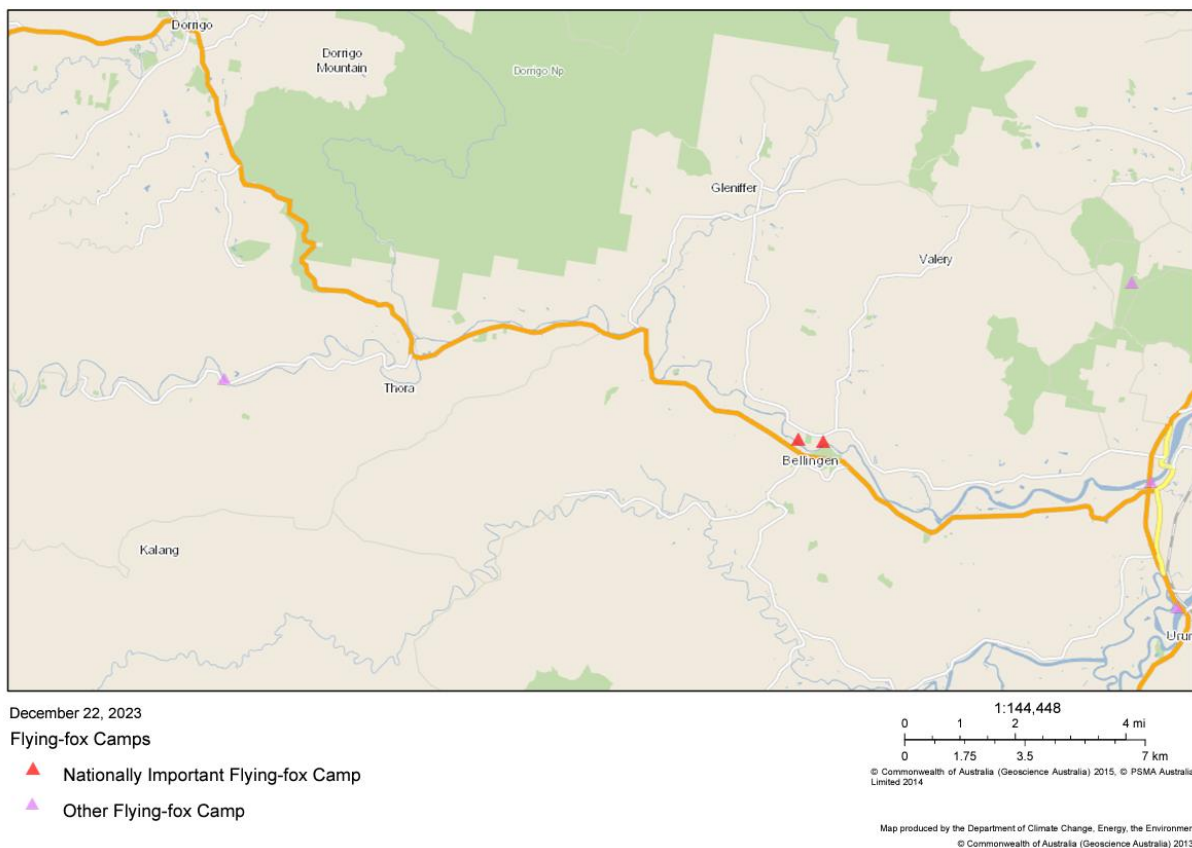 Dorrigo
Dorrigo
Mountain
Dorrigo Np
Gleniffer
Valery
Thora
Bellingen
Kalang
Urur
December 22, 2023
Flying-fox Camps
Nationally Important Flying-fox Camp
Other Flying-fox Camp
1:144,448
0 1 2 4 mi
0 1.75 3.5 7 km
© Commonwealth of Australia (Geoscience Australia) 2015, © PSMA Australia
Limited 2014
Map produced by the Department of Climate Change, Energy, the Environmen
© Commonwealth of Australia (Geoscience Australia) 2013